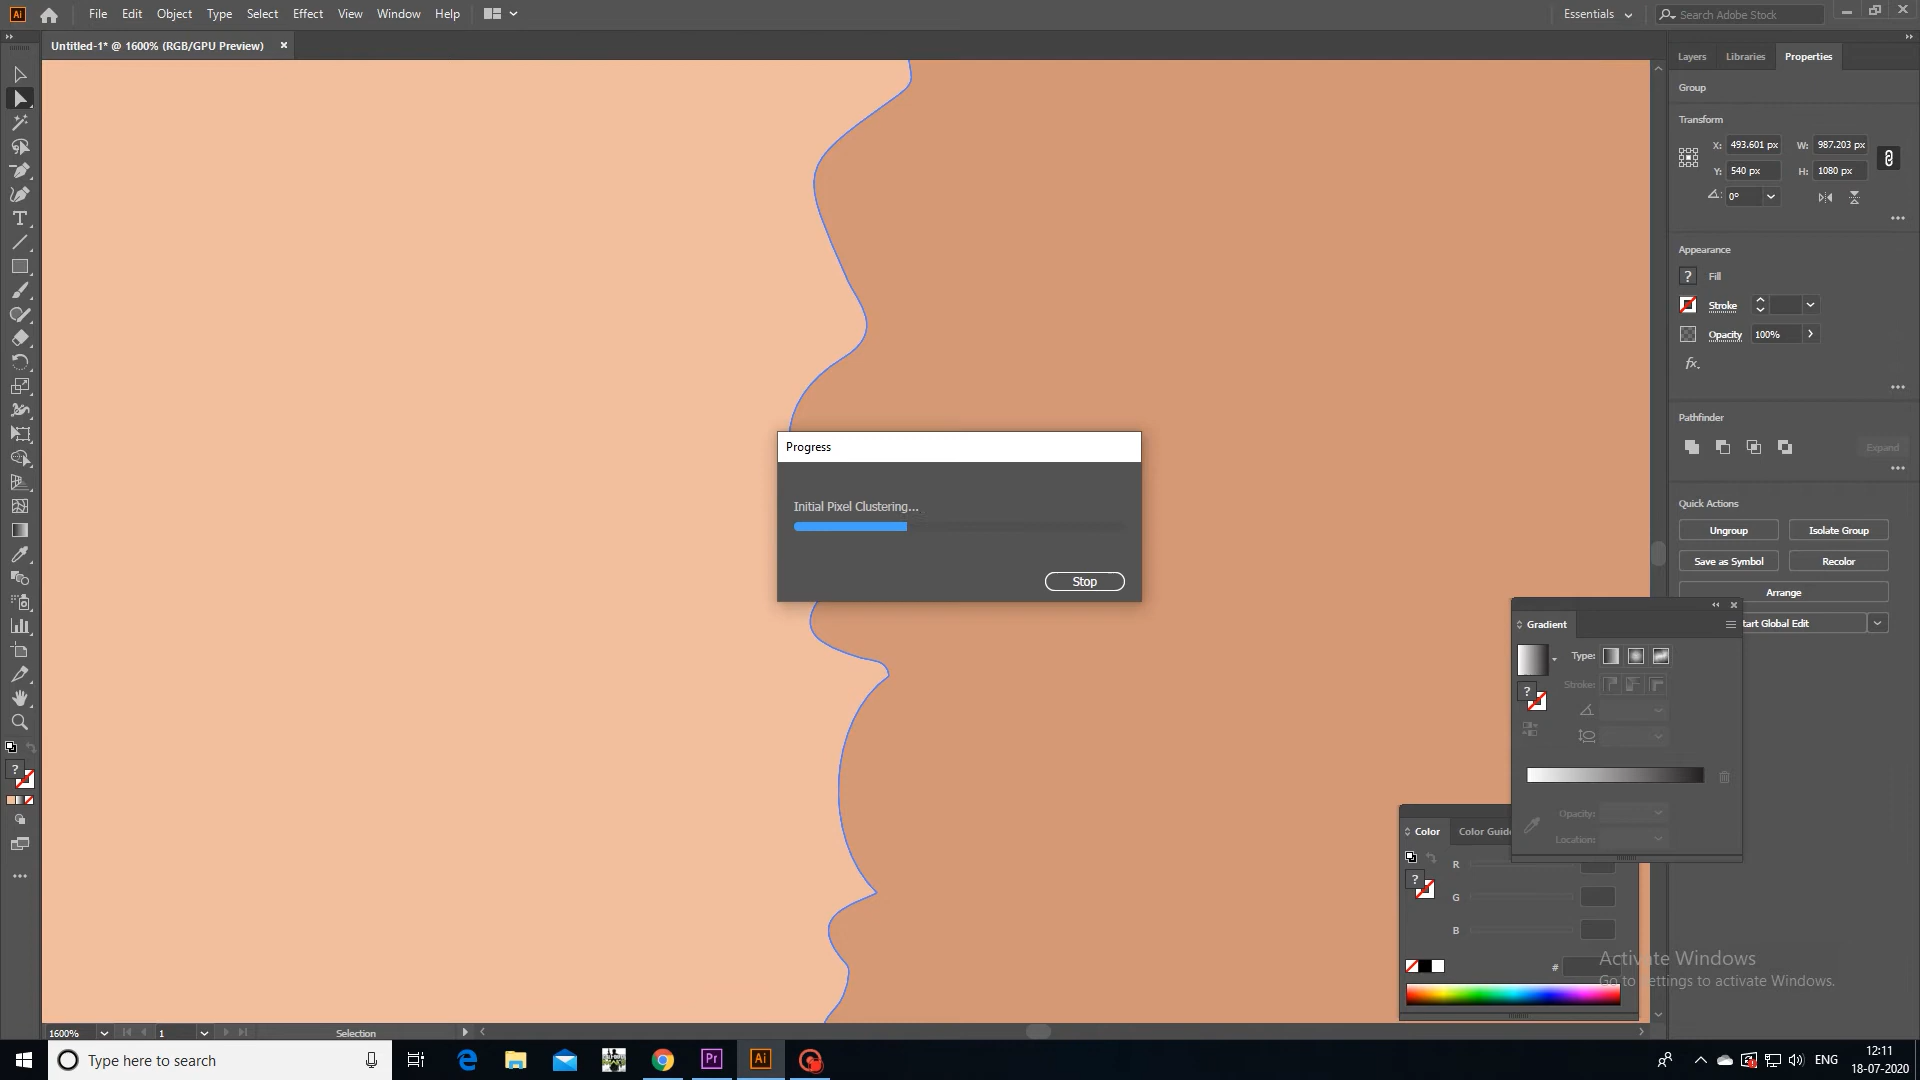 Ai File Edit Object Type Select Effect View Window Help Essentials Search Adobe Stock
Untitled-1* @ 1600% (RGB/GPU Preview)
Layers Libraries Properties
Group
Transform
X: 493.601 px W: 987.203 px
Y: 540 px H: 1080 px
0°
Appearance
? Fill
Stroke
Opacity 100%
fx.
Pathfinder
Expand
Quick Actions
Ungroup Isolate Group
Save as Symbol Recolor
Arrange
tart Global Edit
Progress
Initial Pixel Clustering...
Stop
Gradient
Type:
Stroke:
?
Opacity:
Location:
Color Color Guide
R
?
G
B
#
Activate Windows
Go to Settings to activate Windows.
?
1600% 1 Selection
Type here to search Pr Ai ENG
12:11
18-07-2020